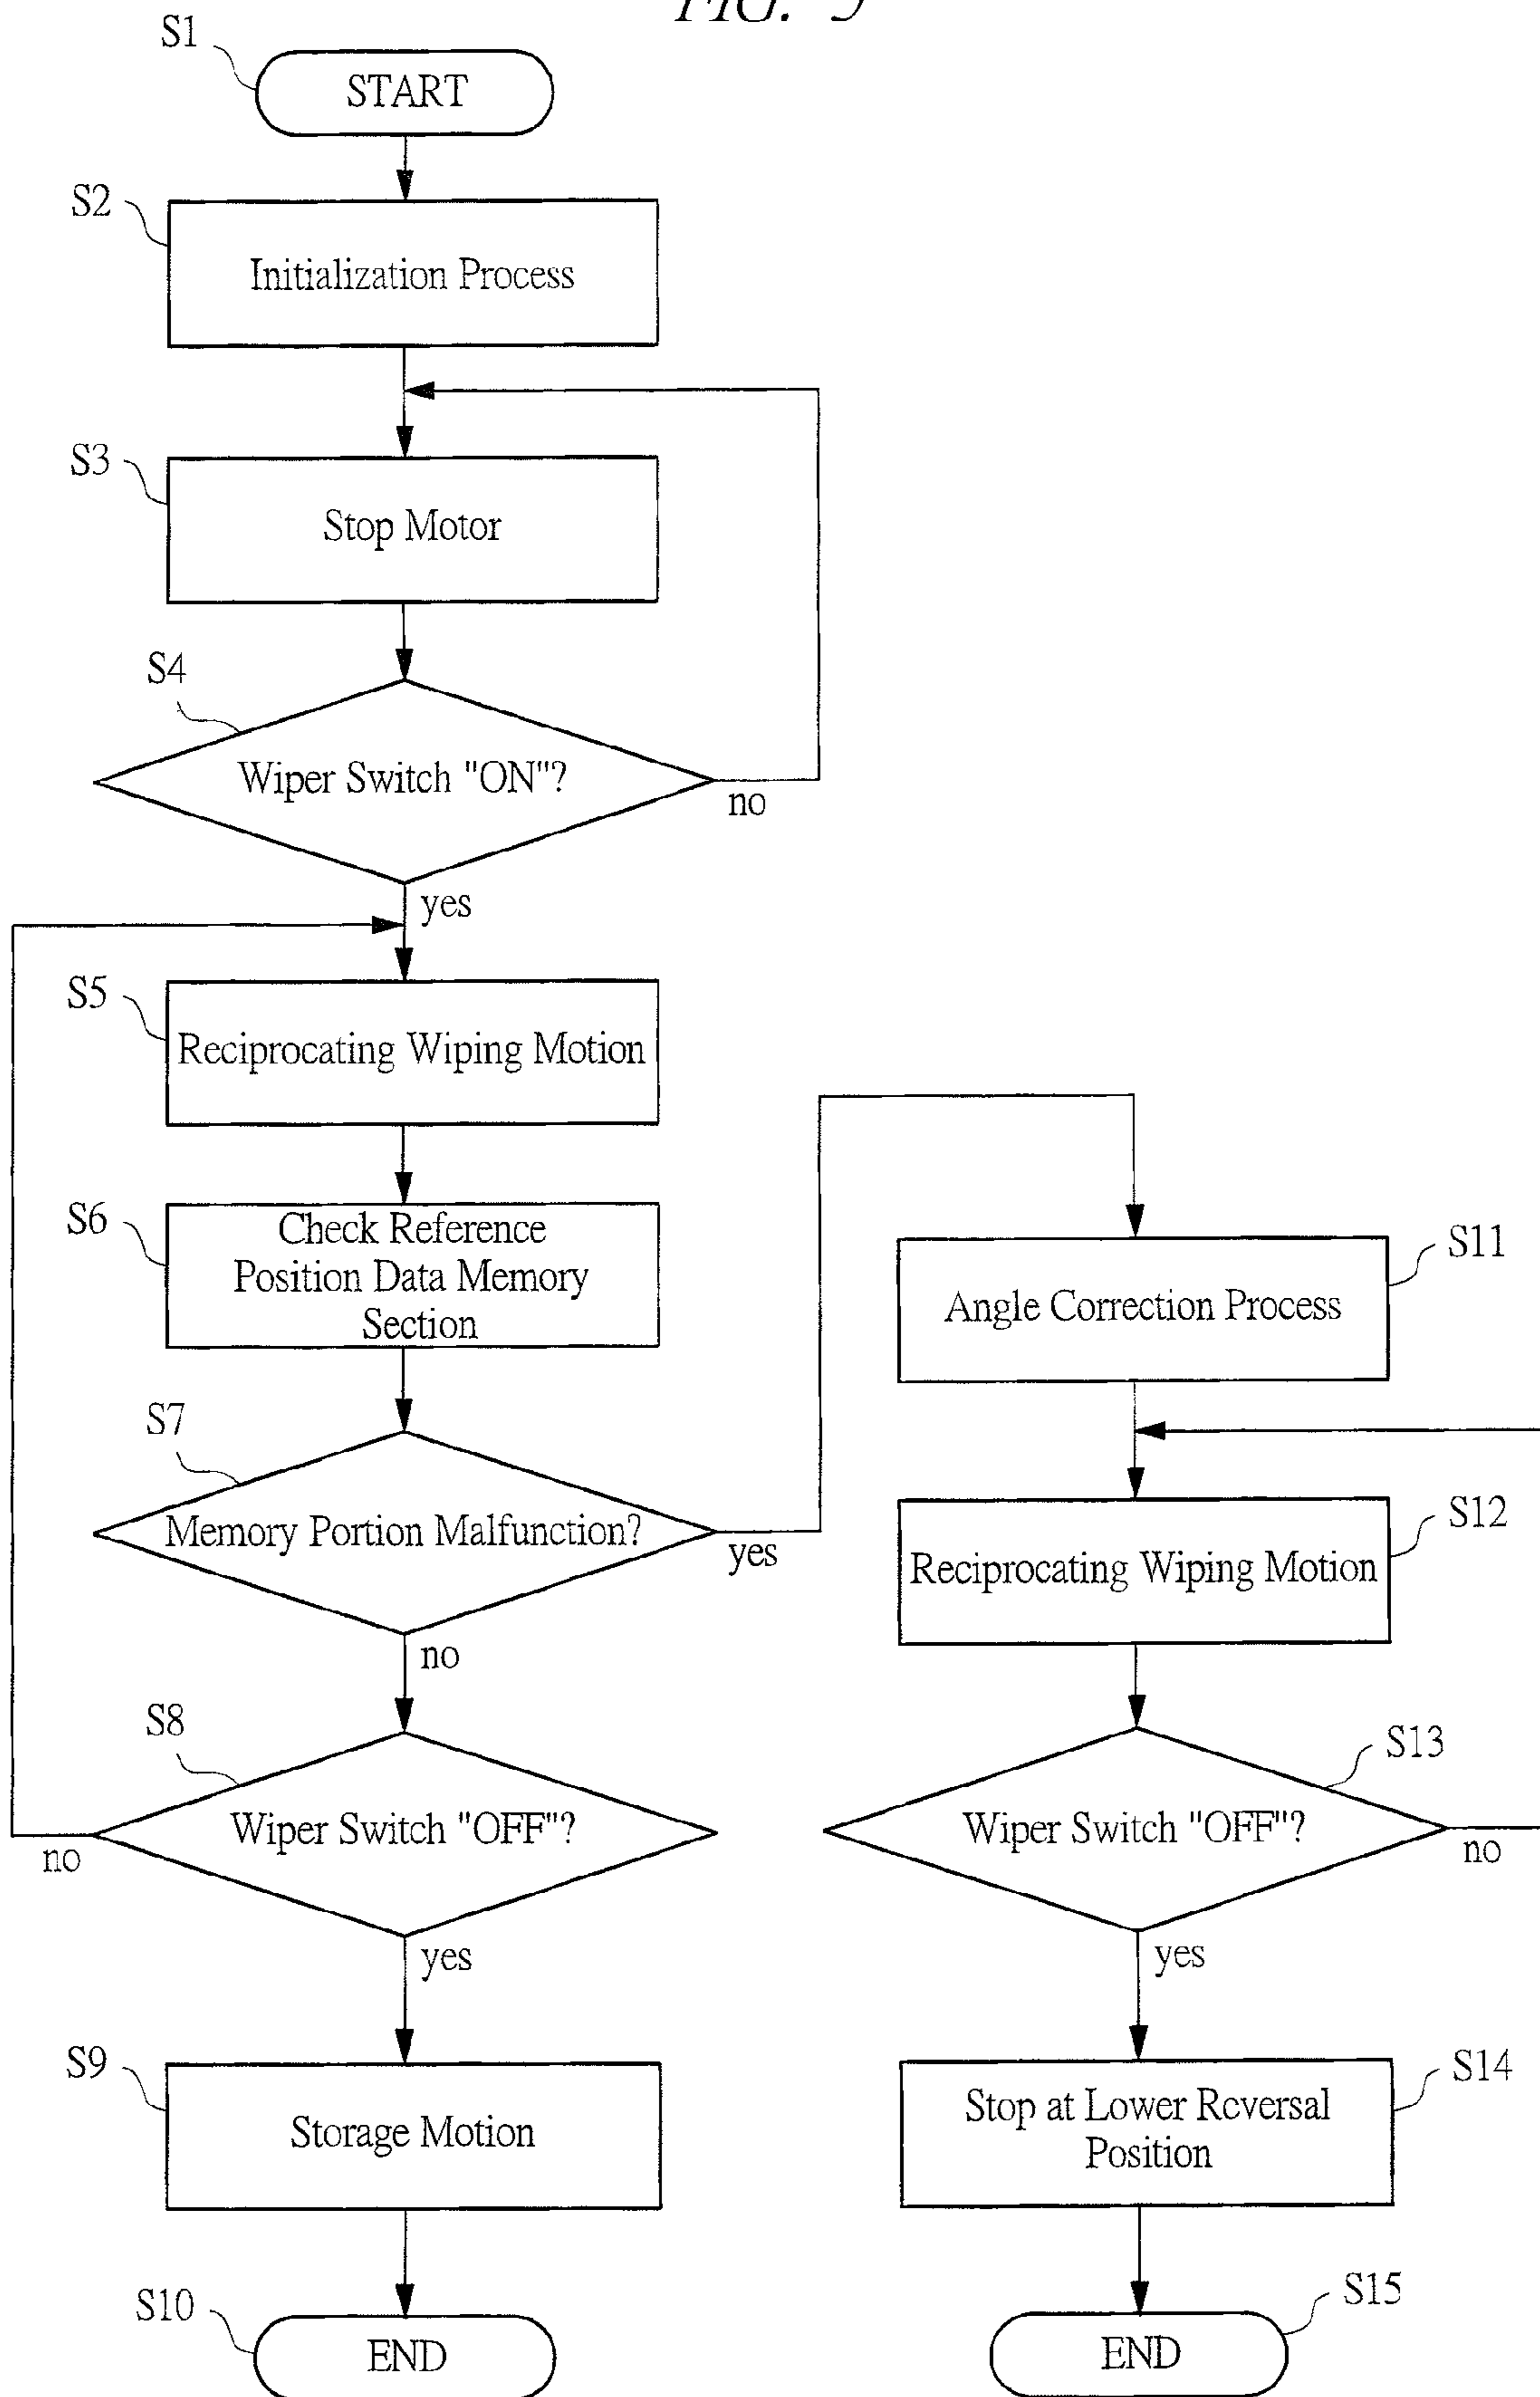 FIG. 5
S1
START
S2
Initialization Process
S3
Stop Motor
S4
Wiper Switch "ON"?
no
yes
S5
Reciprocating Wiping Motion
S6
Check Reference
Position Data Memory
Section
S7
Memory Portion Malfunction?
yes
no
S8
Wiper Switch "OFF"?
no
yes
S9
Storage Motion
S10
END
S11
Angle Correction Process
S12
Reciprocating Wiping Motion
S13
Wiper Switch "OFF"?
no
yes
S14
Stop at Lower Reversal
Position
S15
END